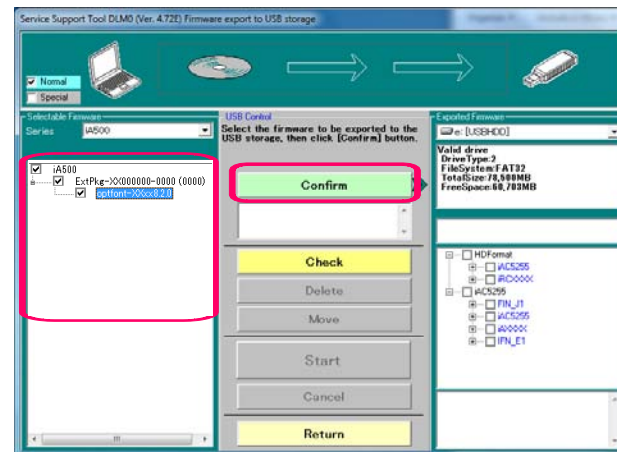 Service Support Tool DLM0 (Ver. 4.72E) Firmware export to USB storage
Normal
Special
Selectable Firmware
Series
iA500
iA500
ExtPkg-XX000000-0000 (0000)
optfont-XXxx8.2.0
USB Control
Select the firmware to be exported to the
USB storage, then click [Confirm] button.
Confirm
Check
Delete
Move
Start
Cancel
Return
Exported Firmware
e: [USBHDD]
Valid drive
DriveType:2
FileSystem:FAT32
TotalSize:78,500MB
FreeSpace:60,703MB
HDFormat
iAC5255
iRCXXXX
iAC5255
FIN_J1
iAC5255
iAXXXX
IFN_E1